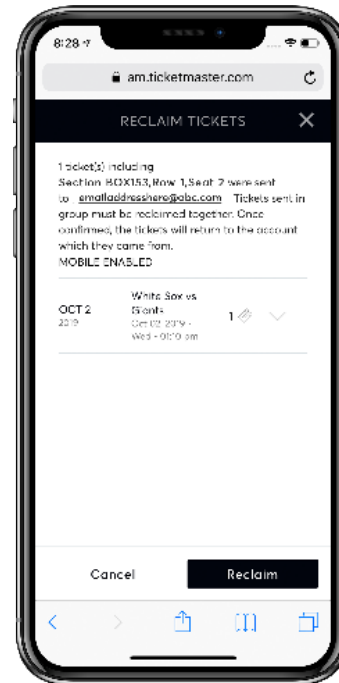 8:28
am.ticketmaster.com
RECLAIM TICKETS
1 ticket(s) including
Section BOX153, Row 1, Seat 2 were sent
to emailaddresshere@abc.com Tickets sent in
group must be reclaimed together. Once
confirmed, the tickets will return to the account
which they came from.
MOBILE ENABLED
OCT 2
2019
White Sox vs
Giants
Oct 02, 2019 -
Wed - 01:10 pm
1
Cancel
Reclaim